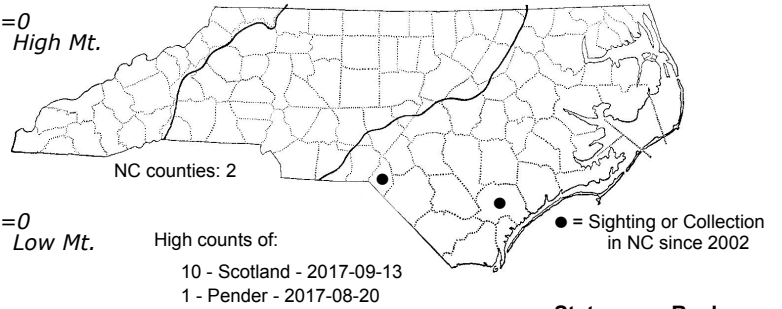 =0
High Mt.
NC counties: 2
=0
Low Mt.
High counts of:
10 - Scotland - 2017-09-13
1 - Pender - 2017-08-20
● = Sighting or Collection
in NC since 2002